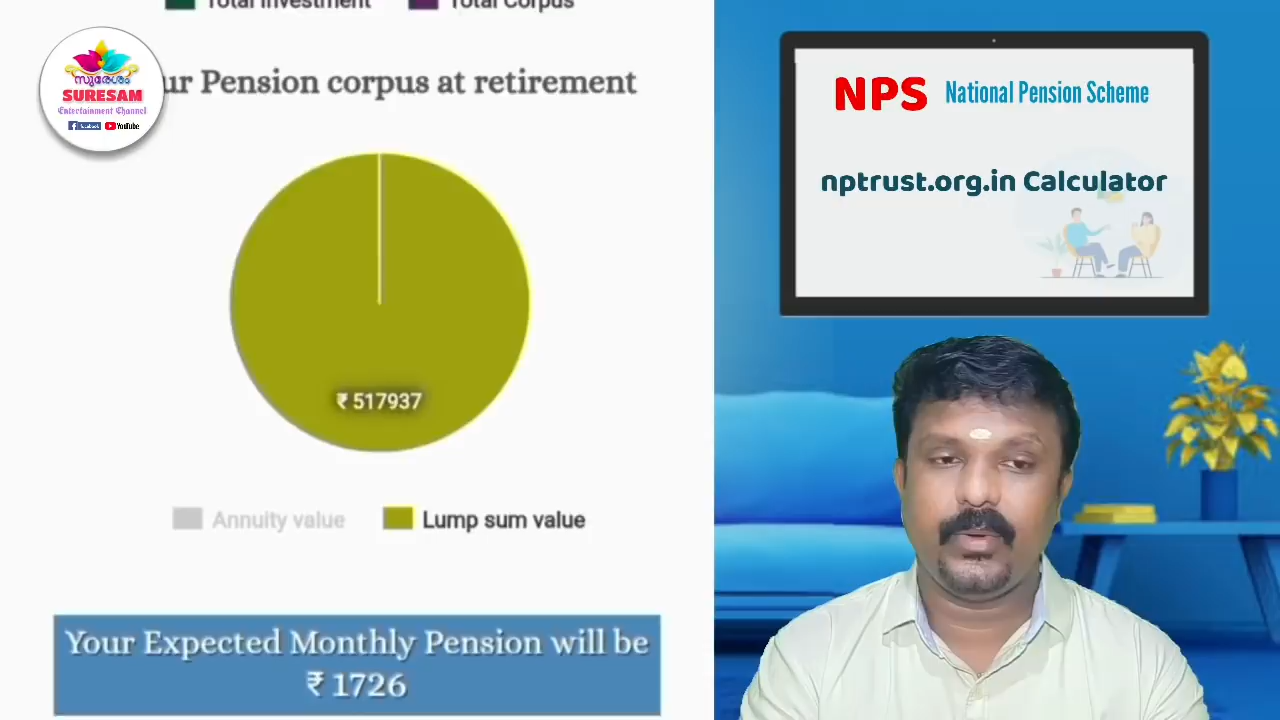 Total Investment
Total Corpus
സുരേശം
SURESAM
Entertainment Channel
facebook
YouTube
ur Pension corpus at retirement
₹ 517937
Annuity value
Lump sum value
Your Expected Monthly Pension will be
₹ 1726
NPS National Pension Scheme
nptrust.org.in Calculator